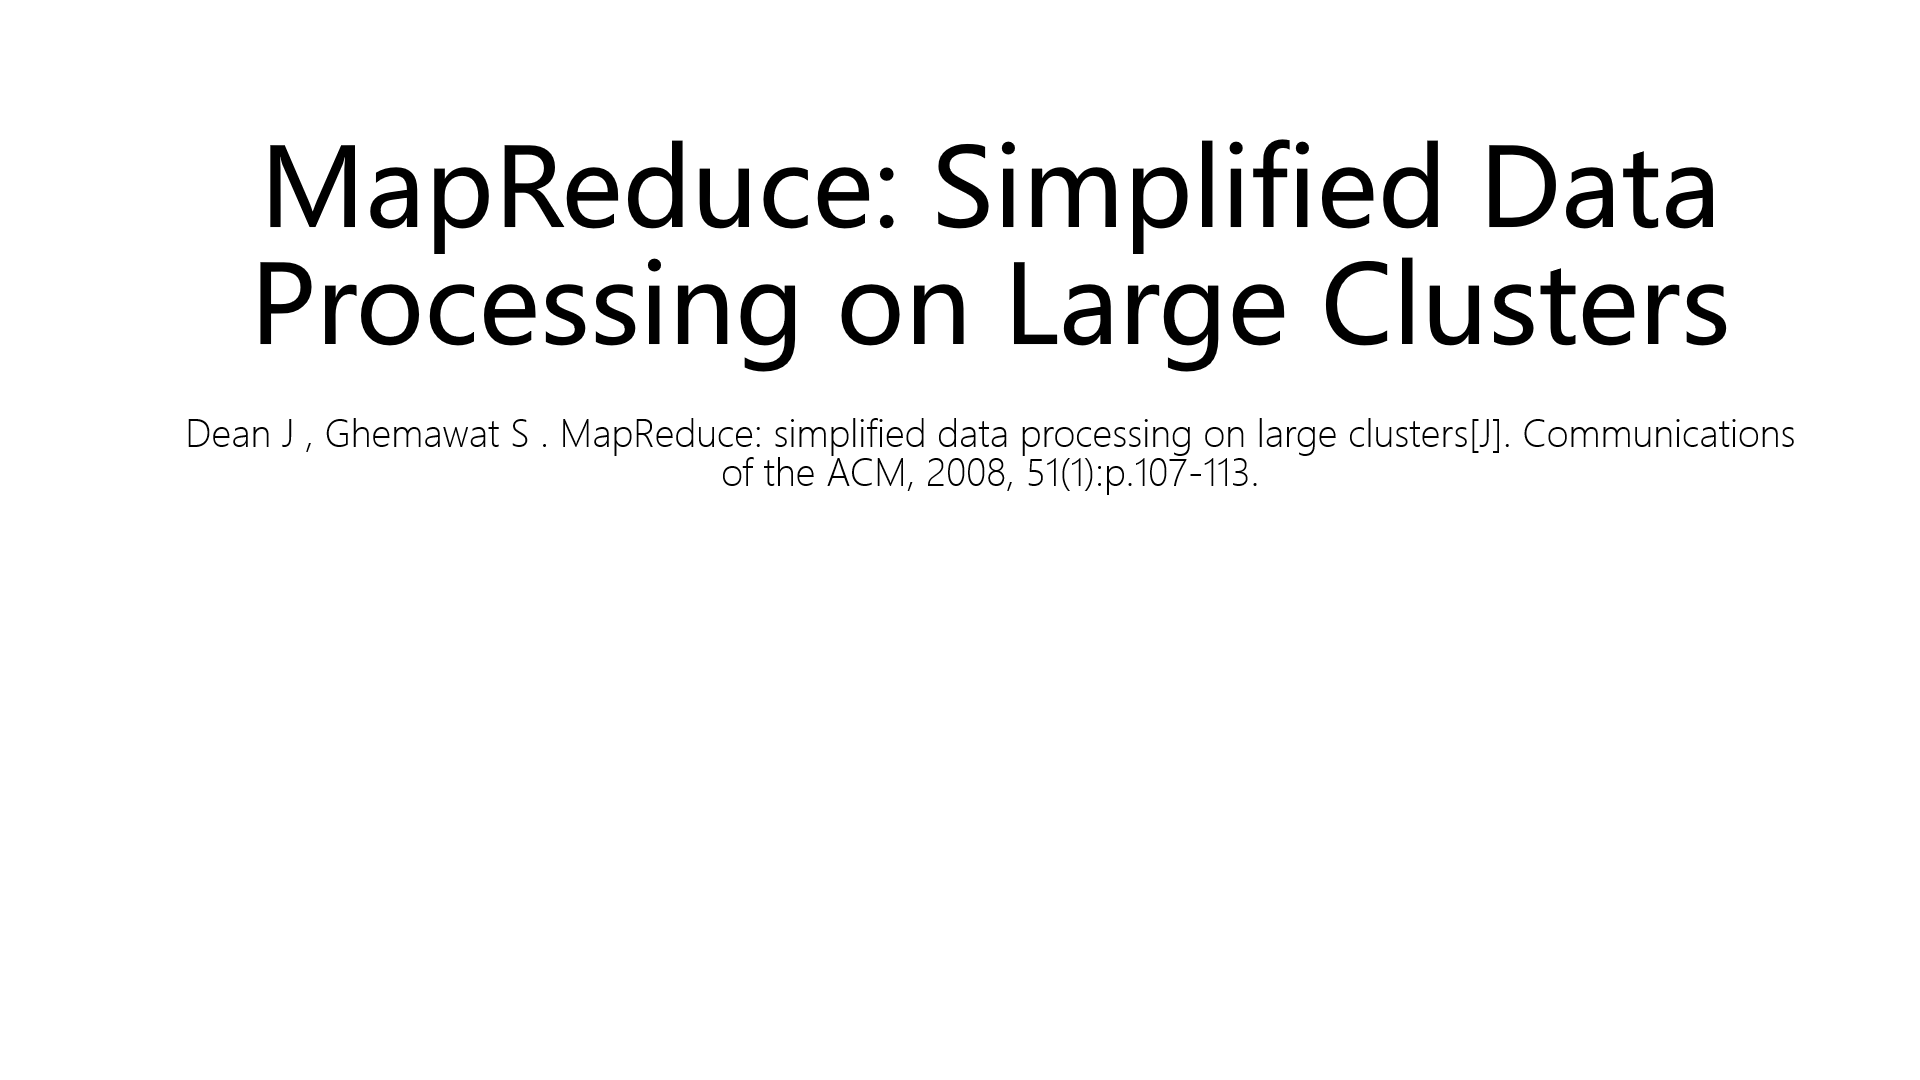 MapReduce: Simplified Data
Processing on Large Clusters
Dean J , Ghemawat S . MapReduce: simplified data processing on large clusters[J]. Communications
of the ACM, 2008, 51(1):p.107-113.